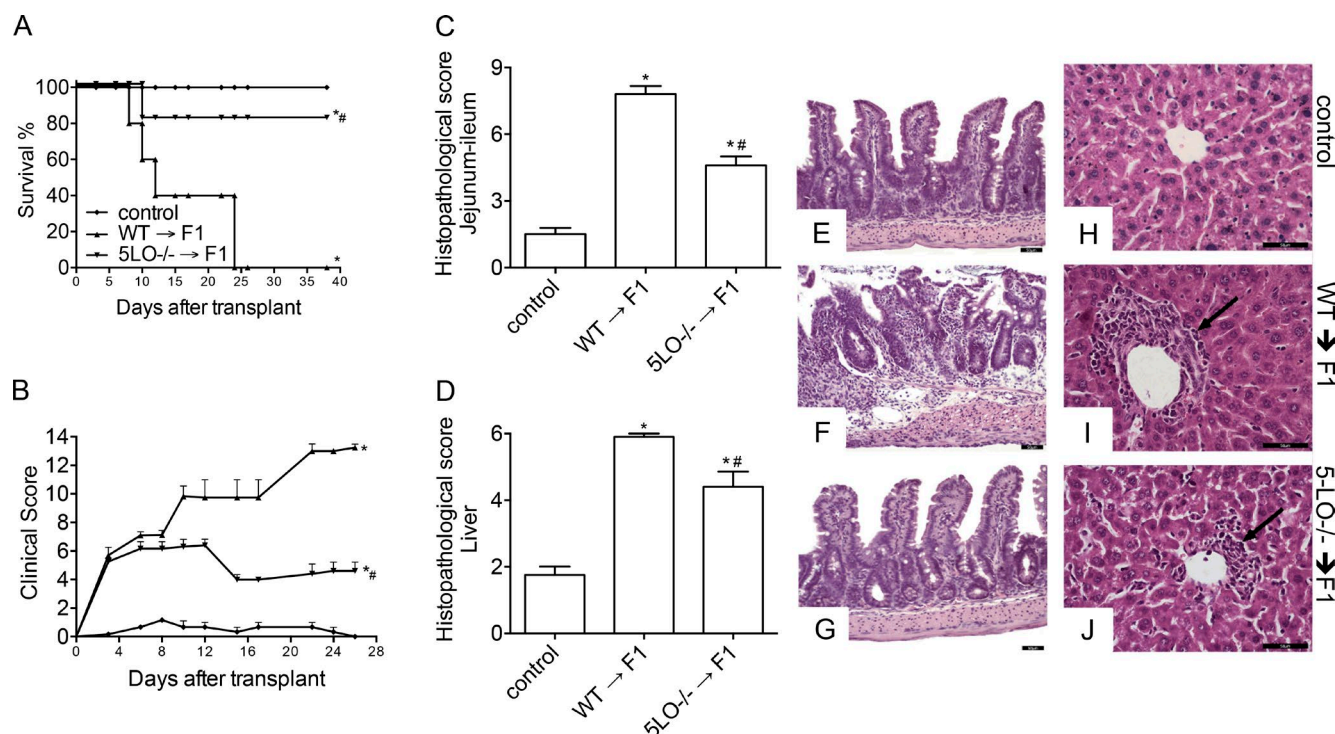 A
Survival %
100
80
60
40
20
0
control
WT → F1
5LO-/- → F1
*#
*
0 5 10 15 20 25 30 35 40
Days after transplant
B
Clinical Score
14
12
10
8
6
4
2
0
*
*#
0 4 8 12 16 20 24 28
Days after transplant
C
Histopathological score
Jejunum-ileum
9
6
3
0
*
*#
control
WT → F1
5LO-/- → F1
D
Histopathological score
Liver
6
4
2
0
*
*#
control
WT → F1
5LO-/- → F1
E
F
G
H
I
J
control
WT → F1
5-LO-/- → F1